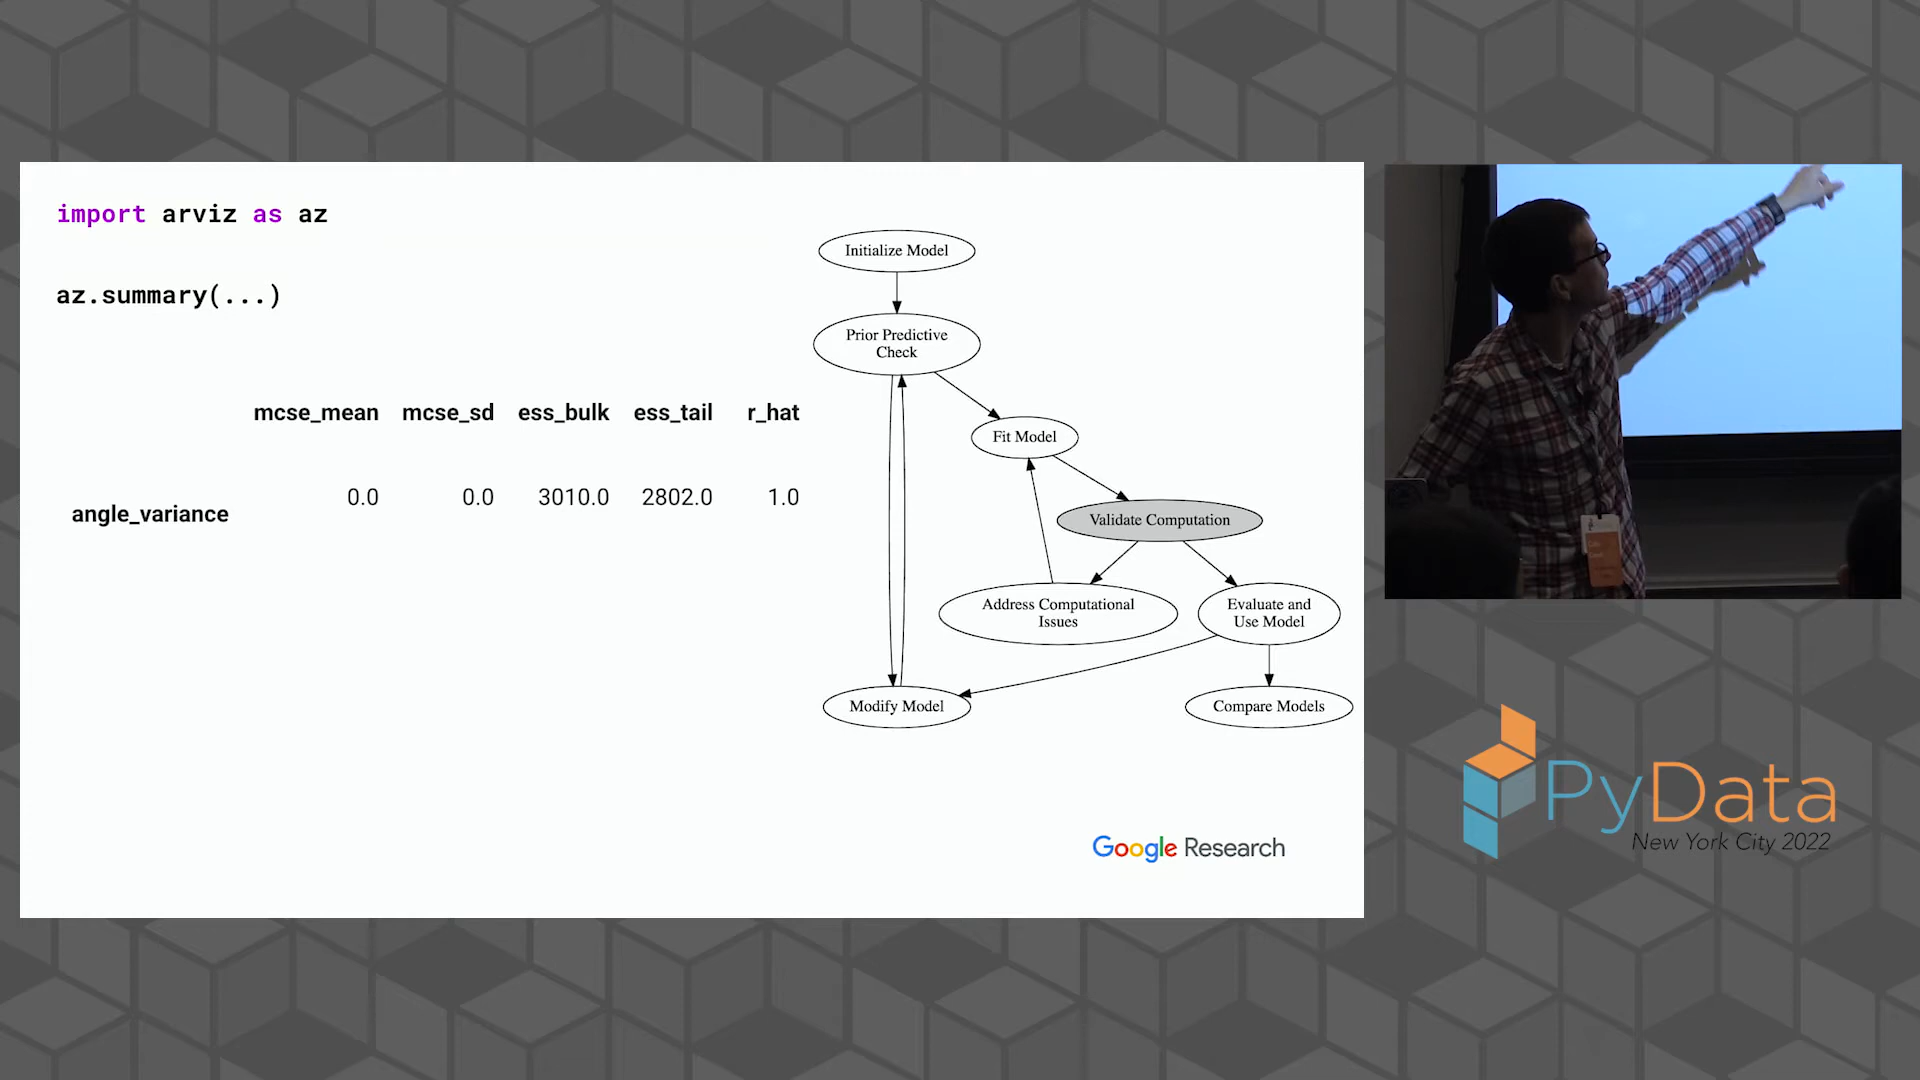 import arviz as az
az.summary(...)
mcse_mean mcse_sd ess_bulk ess_tail r_hat
angle_variance 0.0 0.0 3010.0 2802.0 1.0
Initialize Model
Prior Predictive
Check
Fit Model
Validate Computation
Address Computational
Issues
Evaluate and
Use Model
Modify Model
Compare Models
Google Research
PyData
New York City 2022